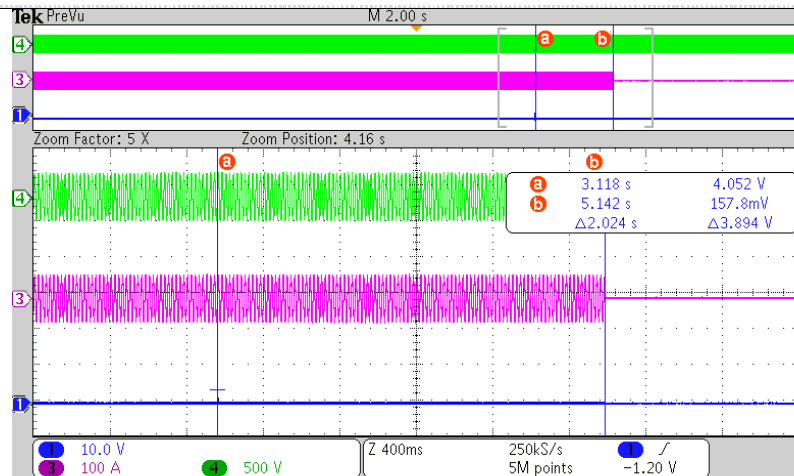 Tek PreVu M 2.00 s
4
a b
3
1
Zoom Factor: 5 X Zoom Position: 4.16 s
a b
a 3.118 s 4.052 V
b 5.142 s 157.8mV
△2.024 s △3.894 V
4
3
1
1 10.0 V Z 400ms 250kS/s 1 /
3 100 A 4 500 V 5M points −1.20 V